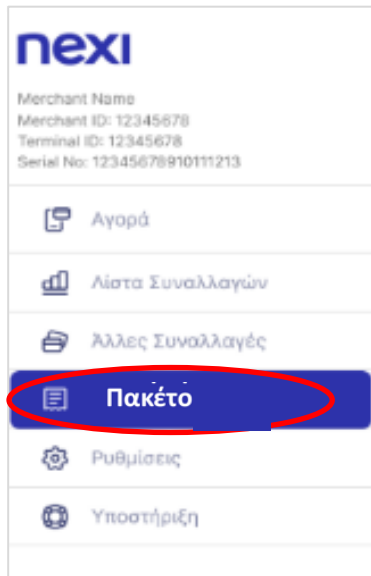 nexi
Merchant Name
Merchant ID: 12345678
Terminal ID: 12345678
Serial No: 12345678910111213
Αγορά
Λίστα Συναλλαγών
Άλλες Συναλλαγές
Πακέτο
Ρυθμίσεις
Υποστήριξη